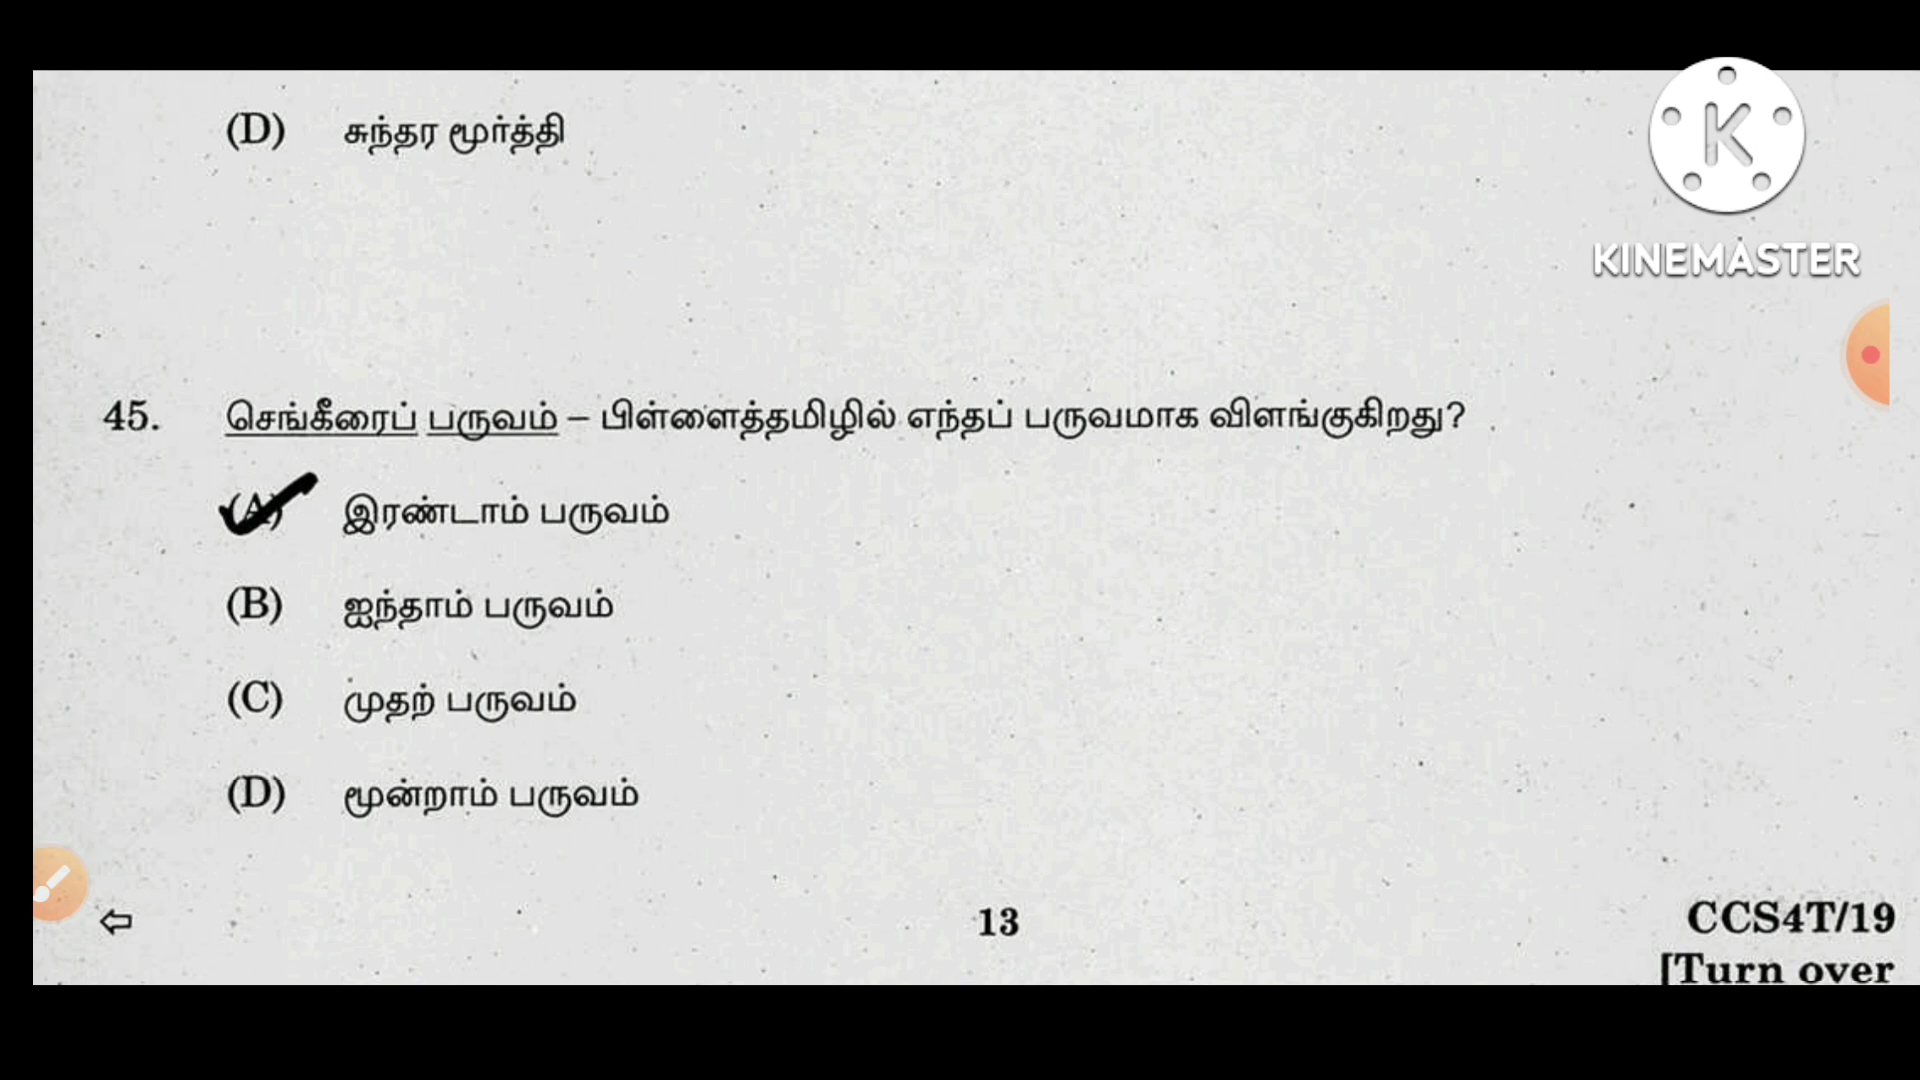 (D) சுந்தர மூர்த்தி
KINEMASTER
45. செங்கீரைப் பருவம் – பிள்ளைத்தமிழில் எந்தப் பருவமாக விளங்குகிறது?
(A) இரண்டாம் பருவம்
(B) ஐந்தாம் பருவம்
(C) முதற் பருவம்
(D) மூன்றாம் பருவம்
13
CCS4T/19
[Turn over